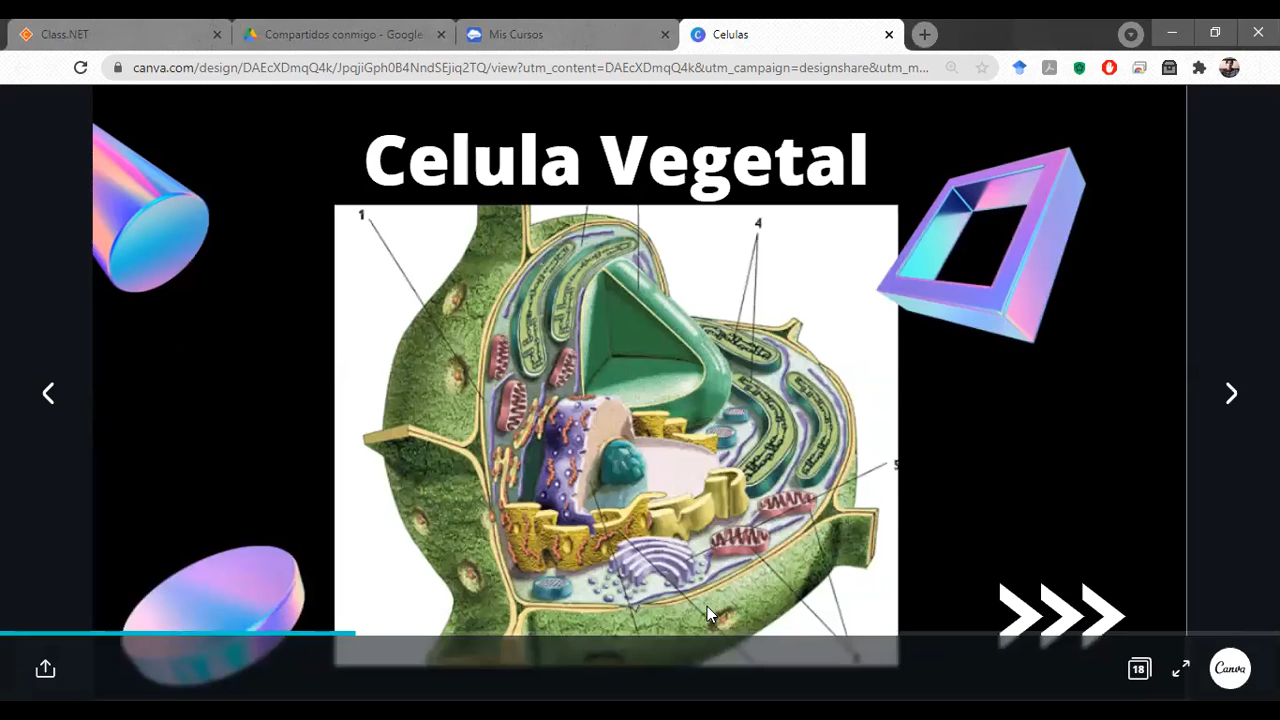 Class.NET
Compartidos conmigo - Google
Mis Cursos
Celulas
canva.com/design/DAEcXDmqQ4k/JpqjiGph0B4NndSEjiq2TQ/view?utm_content=DAEcXDmqQ4k&utm_campaign=designshare&utm_m...
Celula Vegetal
1
4
5
18
Canva